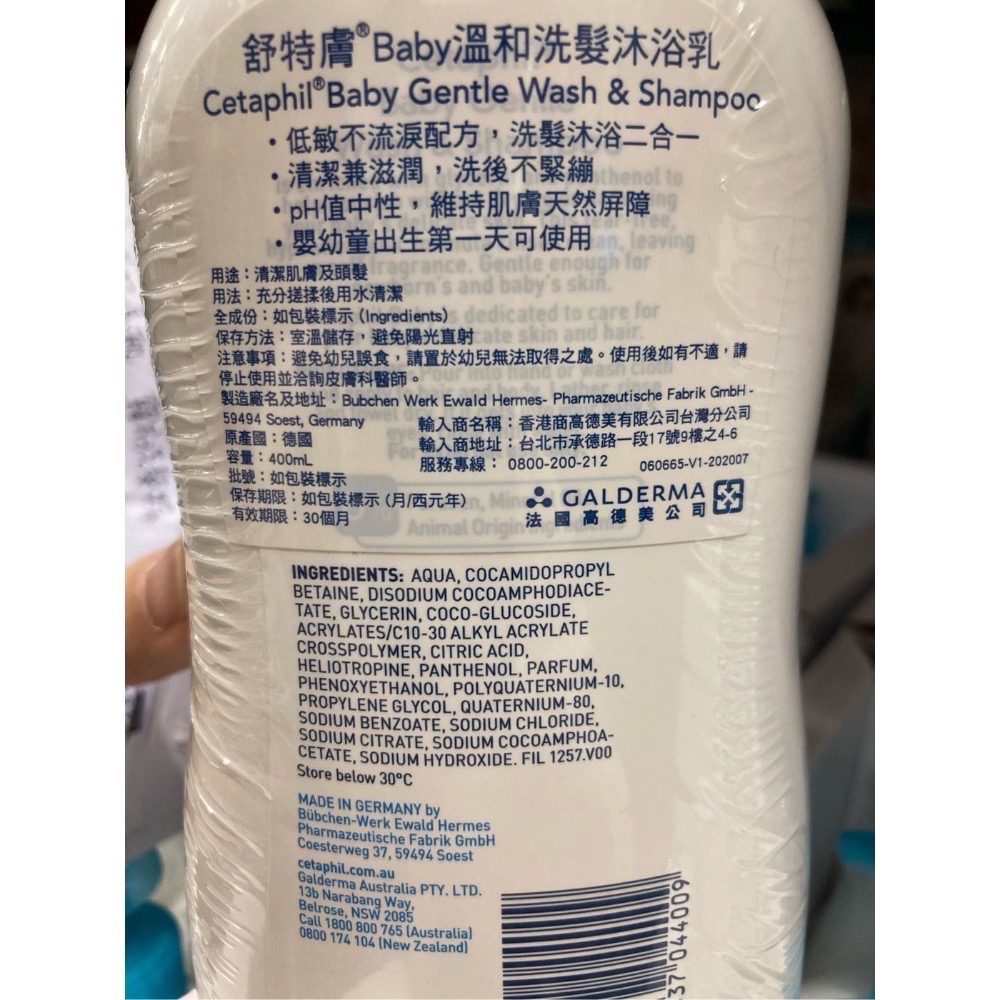 舒特膚®Baby溫和洗髮沐浴乳
Cetaphil®Baby Gentle Wash & Shampoo
• 低敏不流淚配方，洗髮沐浴二合一
• 清潔兼滋潤，洗後不緊繃
• pH值中性，維持肌膚天然屏障
• 嬰幼童出生第一天可使用
用途：清潔肌膚及頭髮
用法：充分搓揉後用水清潔
全成份：如包裝標示 (Ingredients)
保存方法：室溫儲存，避免陽光直射
注意事項：避免幼兒誤食，請置於幼兒無法取得之處。使用後如有不適，請
停止使用並洽詢皮膚科醫師。
製造廠名及地址：Bubchen Werk Ewald Hermes- Pharmazeutische Fabrik GmbH -
59494 Soest, Germany
原產國：德國
容量：400mL
批號：如包裝標示
保存期限：如包裝標示 (月/西元年)
有效期限：30個月
輸入商名稱：香港商高德美有限公司台灣分公司
輸入商地址：台北市承德路一段17號9樓之4-6
服務專線： 0800-200-212
060665-V1-202007
GALDERMA
法國高德美公司
Animal Origin
INGREDIENTS: AQUA, COCAMIDOPROPYL
BETAINE, DISODIUM COCOAMPHODIACE-
TATE, GLYCERIN, COCO-GLUCOSIDE,
ACRYLATES/C10-30 ALKYL ACRYLATE
CROSSPOLYMER, CITRIC ACID,
HELIOTROPINE, PANTHENOL, PARFUM,
PHENOXYETHANOL, POLYQUATERNIUM-10,
PROPYLENE GLYCOL, QUATERNIUM-80,
SODIUM BENZOATE, SODIUM CHLORIDE,
SODIUM CITRATE, SODIUM COCOAMPHOA-
CETATE, SODIUM HYDROXIDE. FIL 1257.V00
Store below 30°C
MADE IN GERMANY by
Bübchen-Werk Ewald Hermes
Pharmazeutische Fabrik GmbH
Coesterweg 37, 59494 Soest
cetaphil.com.au
Galderma Australia PTY. LTD.
13b Narabang Way,
Belrose, NSW 2085
Call 1800 800 765 (Australia)
0800 174 104 (New Zealand)
37 044009